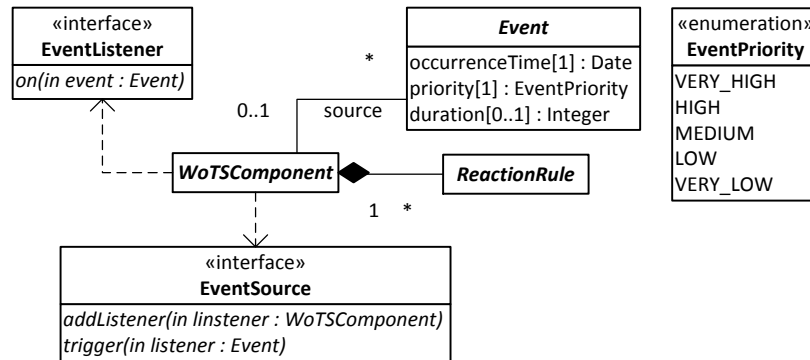 «interface»
EventListener
on(in event : Event)
Event
occurrenceTime[1] : Date
priority[1] : EventPriority
duration[0..1] : Integer
«enumeration»
EventPriority
VERY_HIGH
HIGH
MEDIUM
LOW
VERY_LOW
*
0..1
source
WoTSComponent
ReactionRule
1
*
«interface»
EventSource
addListener(in linstener : WoTSComponent)
trigger(in listener : Event)